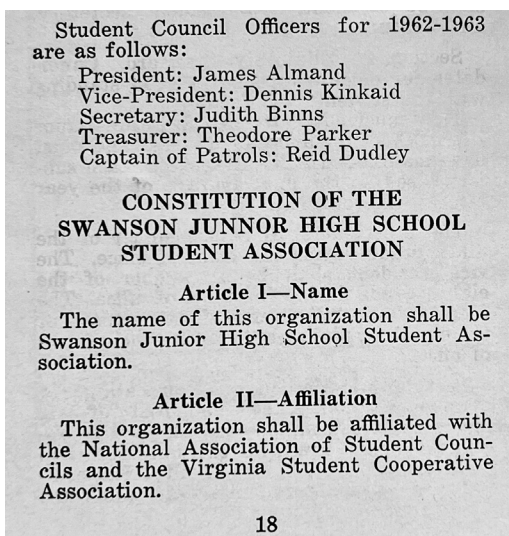 Student Council Officers for 1962-1963
are as follows:
President: James Almand
Vice-President: Dennis Kinkaid
Secretary: Judith Binns
Treasurer: Theodore Parker
Captain of Patrols: Reid Dudley
CONSTITUTION OF THE
SWANSON JUNNOR HIGH SCHOOL
STUDENT ASSOCIATION
Article I—Name
The name of this organization shall be
Swanson Junior High School Student As-
sociation.
Article II—Affiliation
This organization shall be affiliated with
the National Association of Student Coun-
cils and the Virginia Student Cooperative
Association.
18